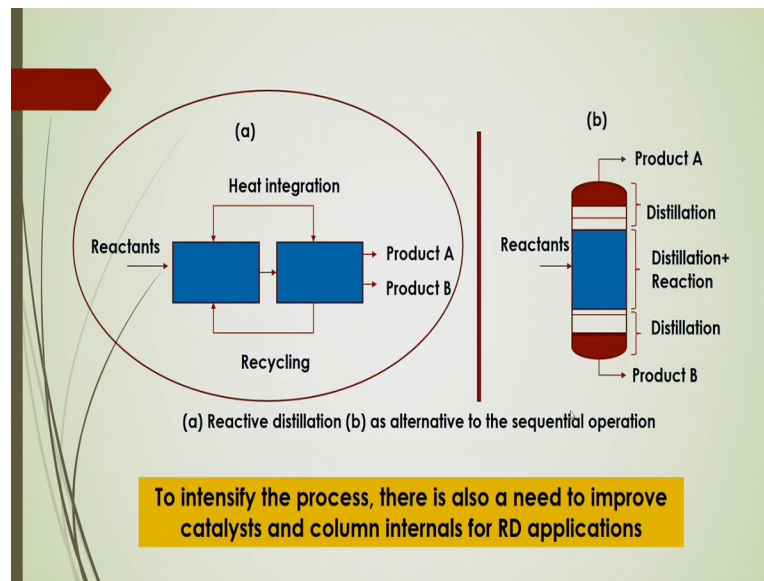 (a)
Heat integration
Reactants
Product A
Product B
Recycling
(b)
Product A
Distillation
Reactants
Distillation+
Reaction
Distillation
Product B
(a) Reactive distillation (b) as alternative to the sequential operation
To intensify the process, there is also a need to improve
catalysts and column internals for RD applications